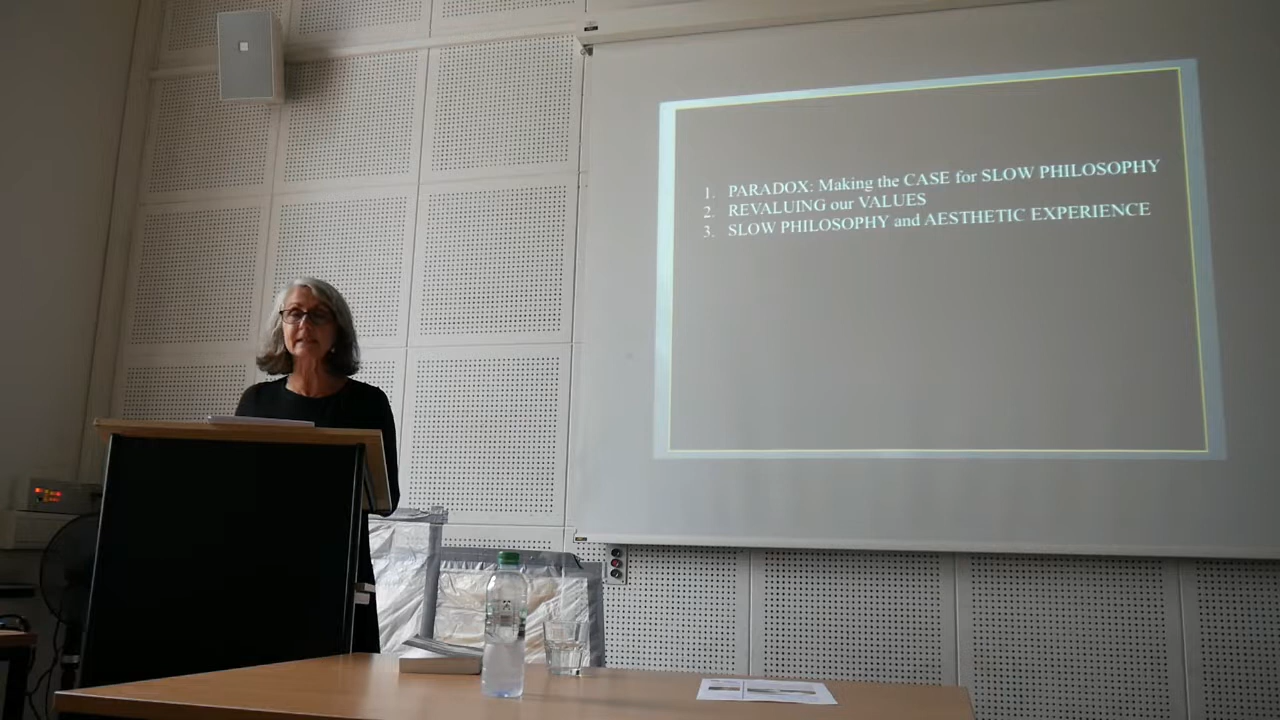 1. PARADOX: Making the CASE for SLOW PHILOSOPHY
2. REVALUING our VALUES
3. SLOW PHILOSOPHY and AESTHETIC EXPERIENCE